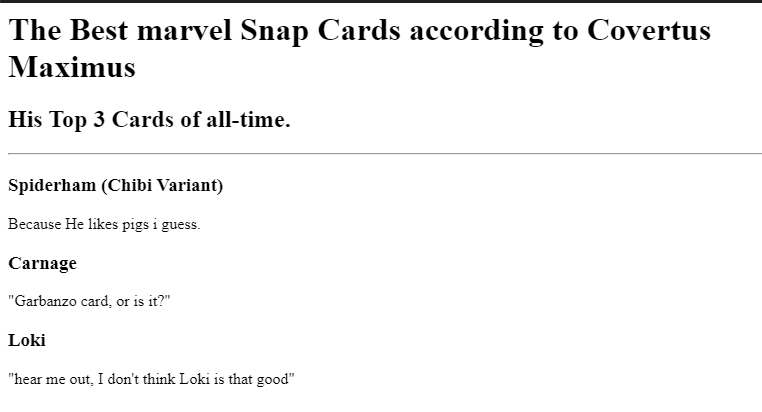 The Best marvel Snap Cards according to Covertus
Maximus
His Top 3 Cards of all-time.
Spiderham (Chibi Variant)
Because He likes pigs i guess.
Carnage
"Garbanzo card, or is it?"
Loki
"hear me out, I don't think Loki is that good"